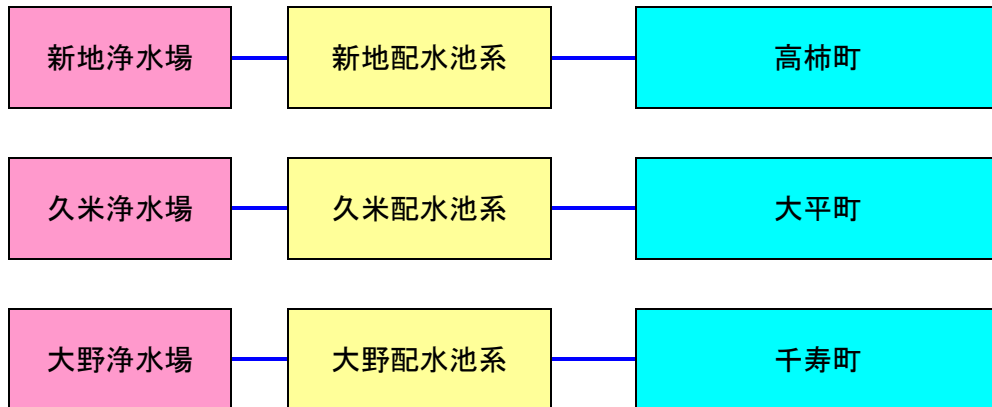 新地浄水場 新地配水池系 高柿町
久米浄水場 久米配水池系 大平町
大野浄水場 大野配水池系 千寿町